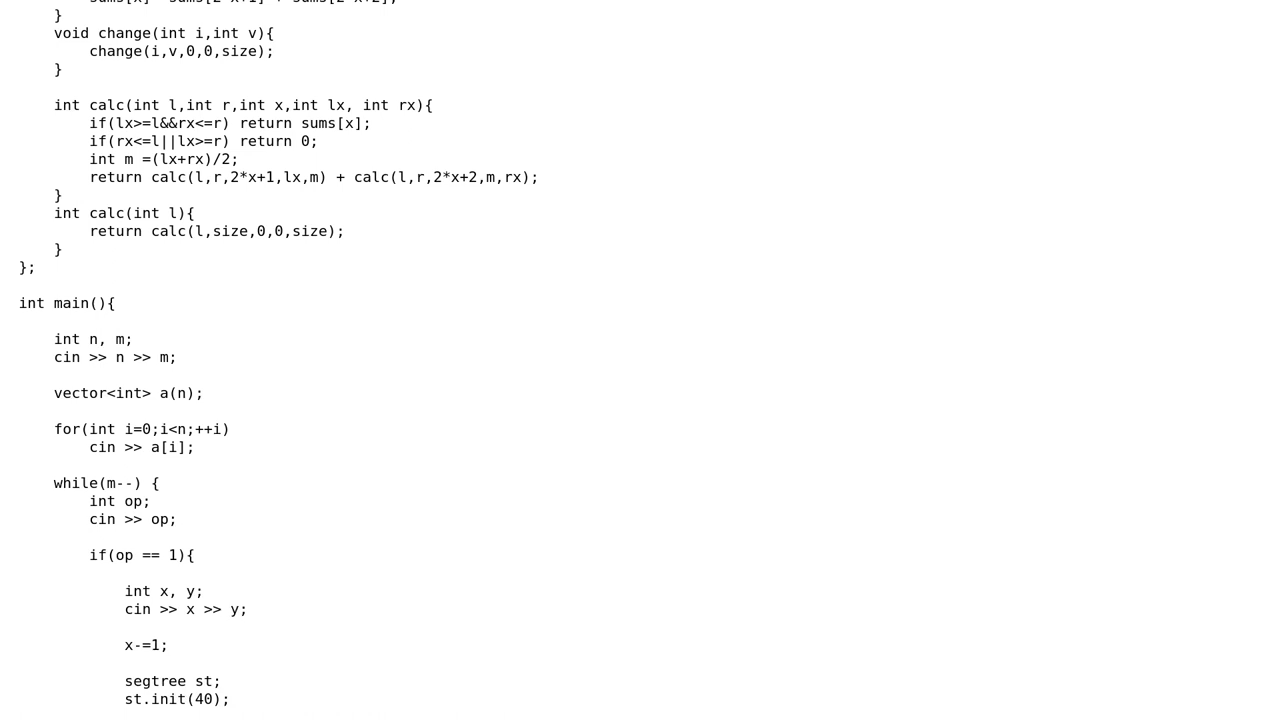 }
    void change(int i,int v){
        change(i,v,0,0,size);
    }

    int calc(int l,int r,int x,int lx, int rx){
        if(lx>=l&&rx<=r) return sums[x];
        if(rx<=l||lx>=r) return 0;
        int m =(lx+rx)/2;
        return calc(l,r,2*x+1,lx,m) + calc(l,r,2*x+2,m,rx);
    }
    int calc(int l){
        return calc(l,size,0,0,size);
    }
};

int main(){

    int n, m;
    cin >> n >> m;

    vector<int> a(n);

    for(int i=0;i<n;++i)
        cin >> a[i];

    while(m--) {
        int op;
        cin >> op;

        if(op == 1){

            int x, y;
            cin >> x >> y;

            x-=1;

            segtree st;
            st.init(40);